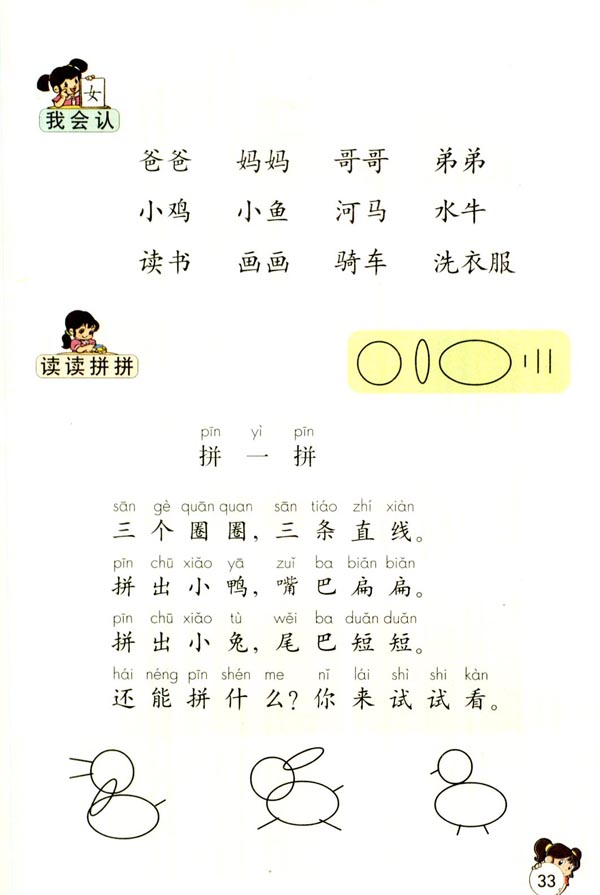 女
我会认
爸爸 妈妈 哥哥 弟弟
小鸡 小鱼 河马 水牛
读书 画画 骑车 洗衣服
读读拼拼
pīn yì pīn
拼一拼
sān gè quān quan sān tiáo zhí xiàn
三个圈圈，三条直线。
pīn chū xiǎo yā zuǐ ba biǎn biǎn
拼出小鸭，嘴巴扁扁。
pīn chū xiǎo tù wěi ba duǎn duǎn
拼出小兔，尾巴短短。
hái néng pīn shén me nǐ lái shì shi kàn
还能拼什么？你来试试看。
33